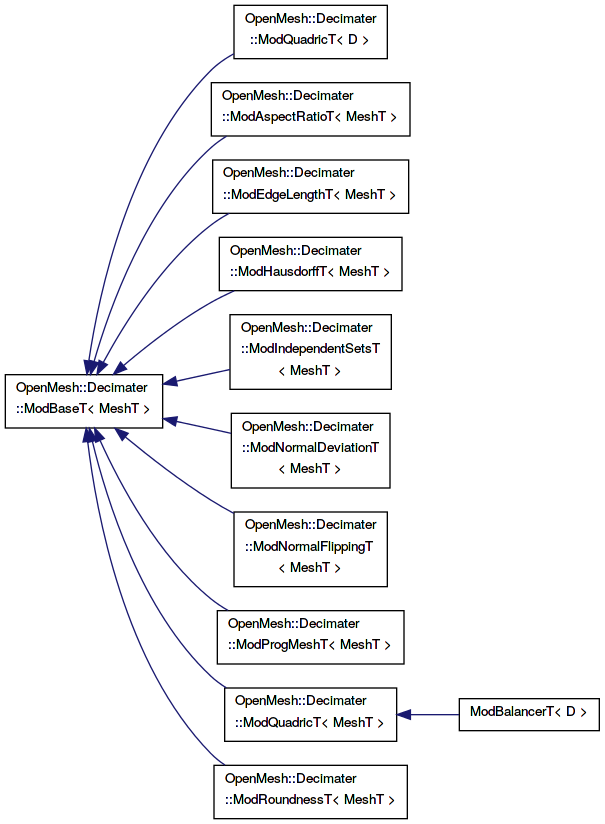 OpenMesh::Decimater
::ModQuadricT< D >
OpenMesh::Decimater
::ModAspectRatioT< MeshT >
OpenMesh::Decimater
::ModEdgeLengthT< MeshT >
OpenMesh::Decimater
::ModHausdorffT< MeshT >
OpenMesh::Decimater
::ModIndependentSetsT
< MeshT >
OpenMesh::Decimater
::ModBaseT< MeshT >
OpenMesh::Decimater
::ModNormalDeviationT
< MeshT >
OpenMesh::Decimater
::ModNormalFlippingT
< MeshT >
OpenMesh::Decimater
::ModProgMeshT< MeshT >
OpenMesh::Decimater
::ModQuadricT< MeshT >
ModBalancerT< D >
OpenMesh::Decimater
::ModRoundnessT< MeshT >